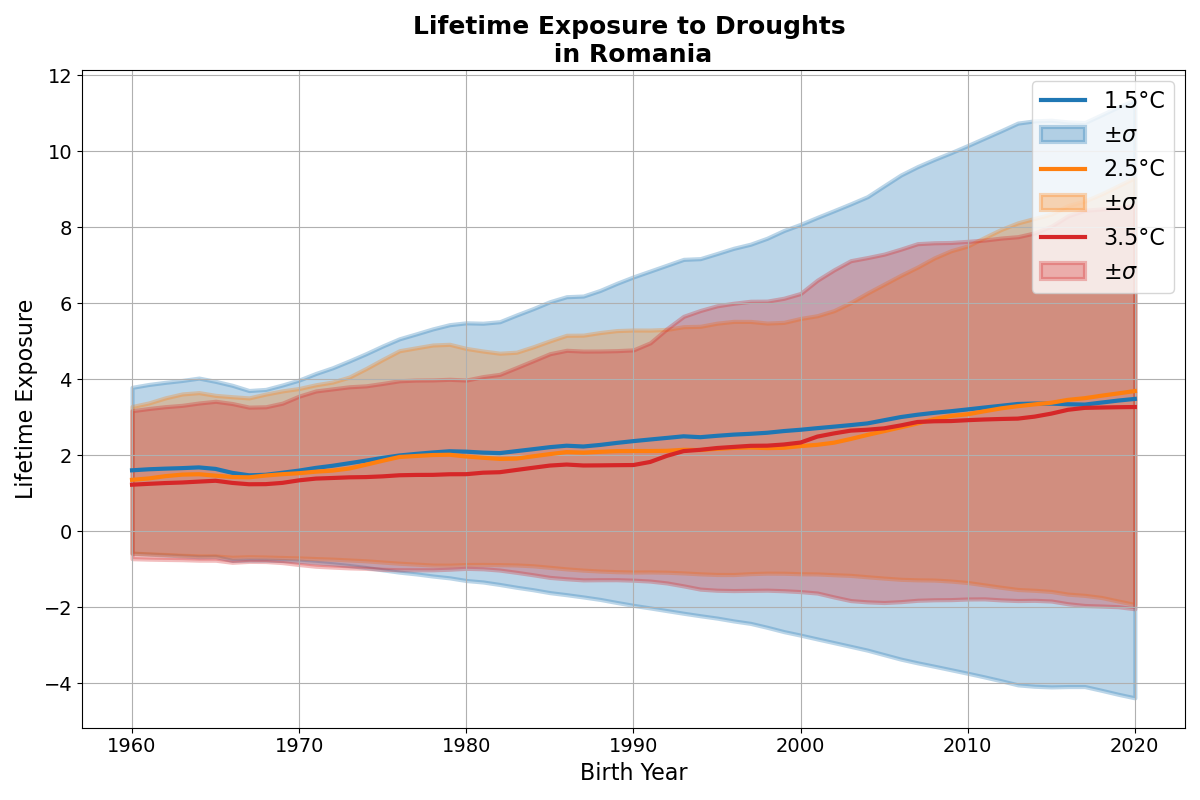 Lifetime Exposure to Droughts
in Romania
12
10
8
6
4
2
0
−2
−4
Lifetime Exposure
1960
1970
1980
1990
2000
2010
2020
Birth Year
1.5°C
±σ
2.5°C
±σ
3.5°C
±σ